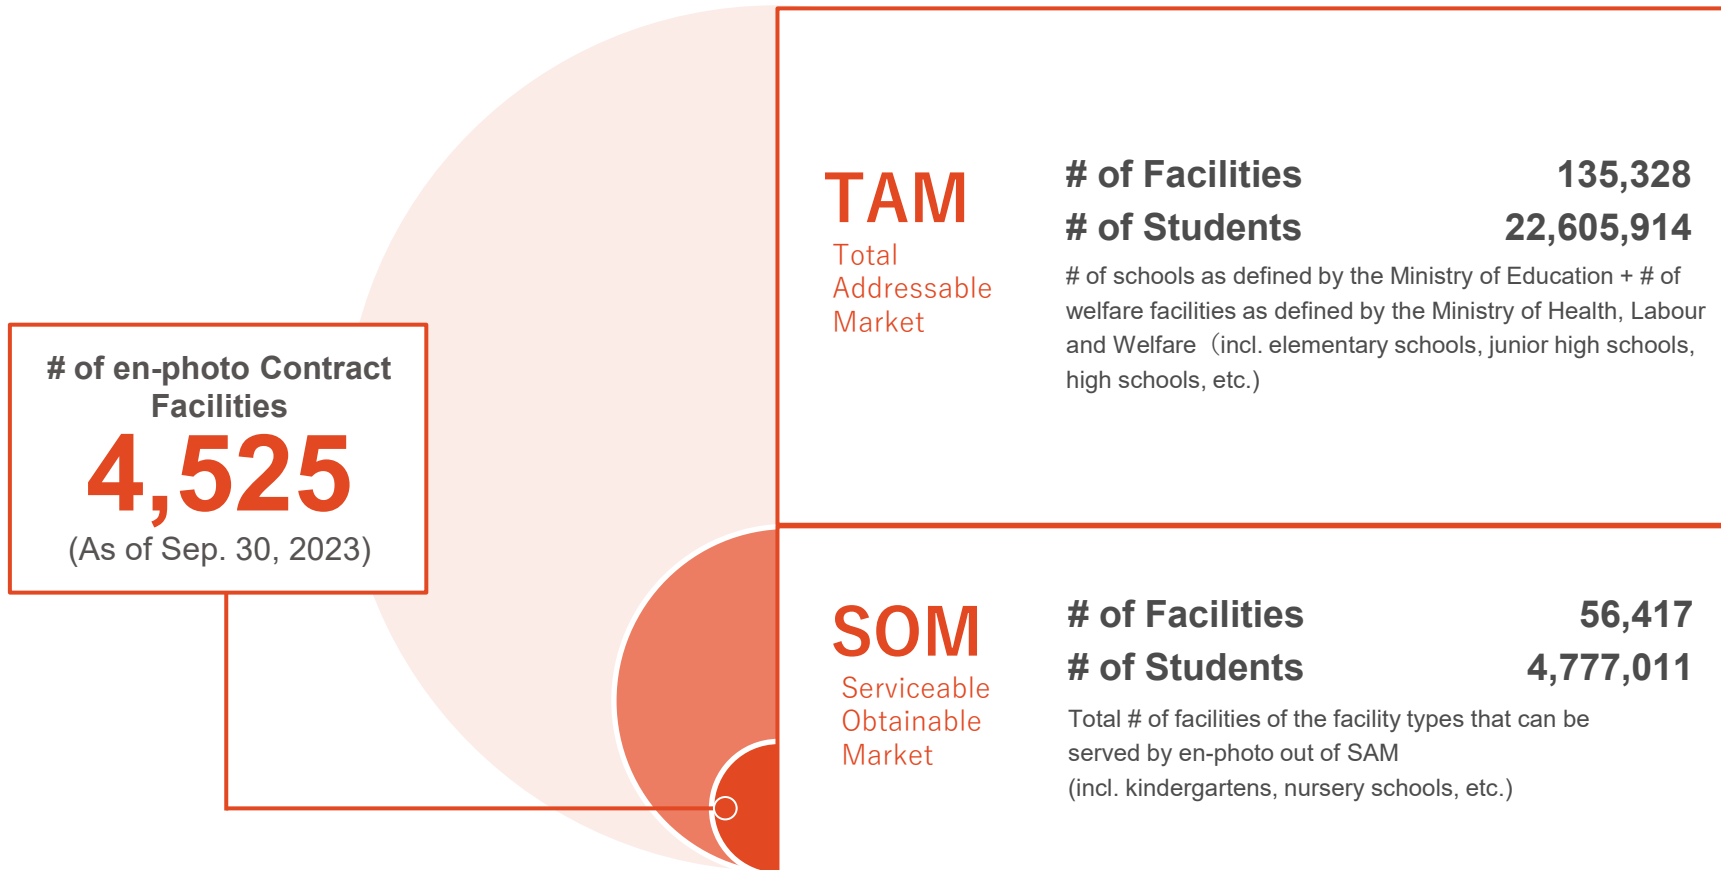 # of en-photo Contract
Facilities
4,525
(As of Sep. 30, 2023)
TAM
Total
Addressable
Market
# of Facilities 135,328
# of Students 22,605,914
# of schools as defined by the Ministry of Education + # of
welfare facilities as defined by the Ministry of Health, Labour
and Welfare（incl. elementary schools, junior high schools,
high schools, etc.)
SOM
Serviceable
Obtainable
Market
# of Facilities 56,417
# of Students 4,777,011
Total # of facilities of the facility types that can be
served by en-photo out of SAM
(incl. kindergartens, nursery schools, etc.)